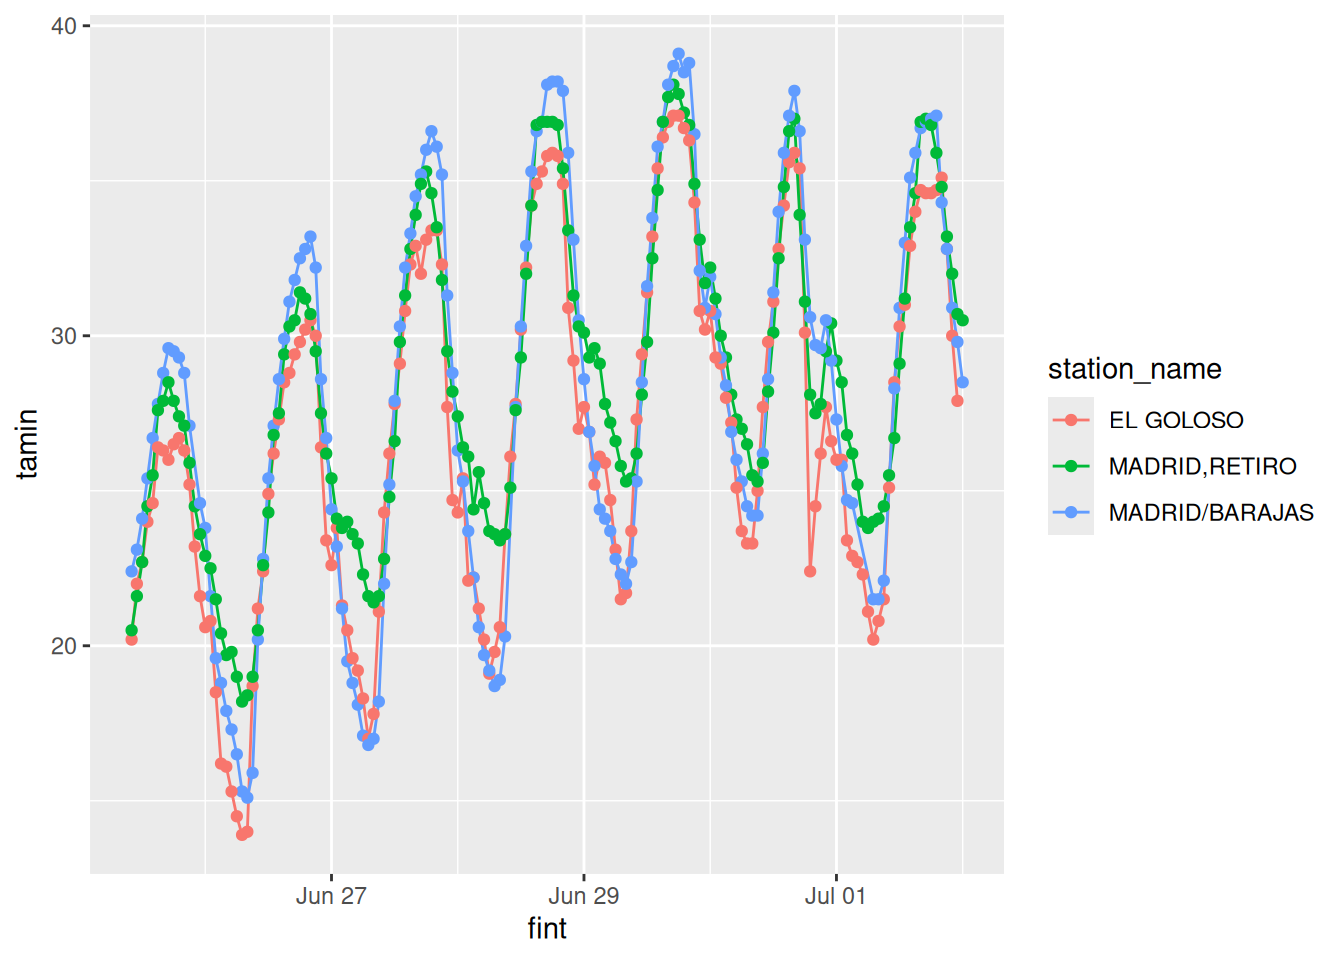 40
30
20
tamin
Jun 27
Jun 29
Jul 01
fint
station_name
EL GOLOSO
MADRID,RETIRO
MADRID/BARAJAS